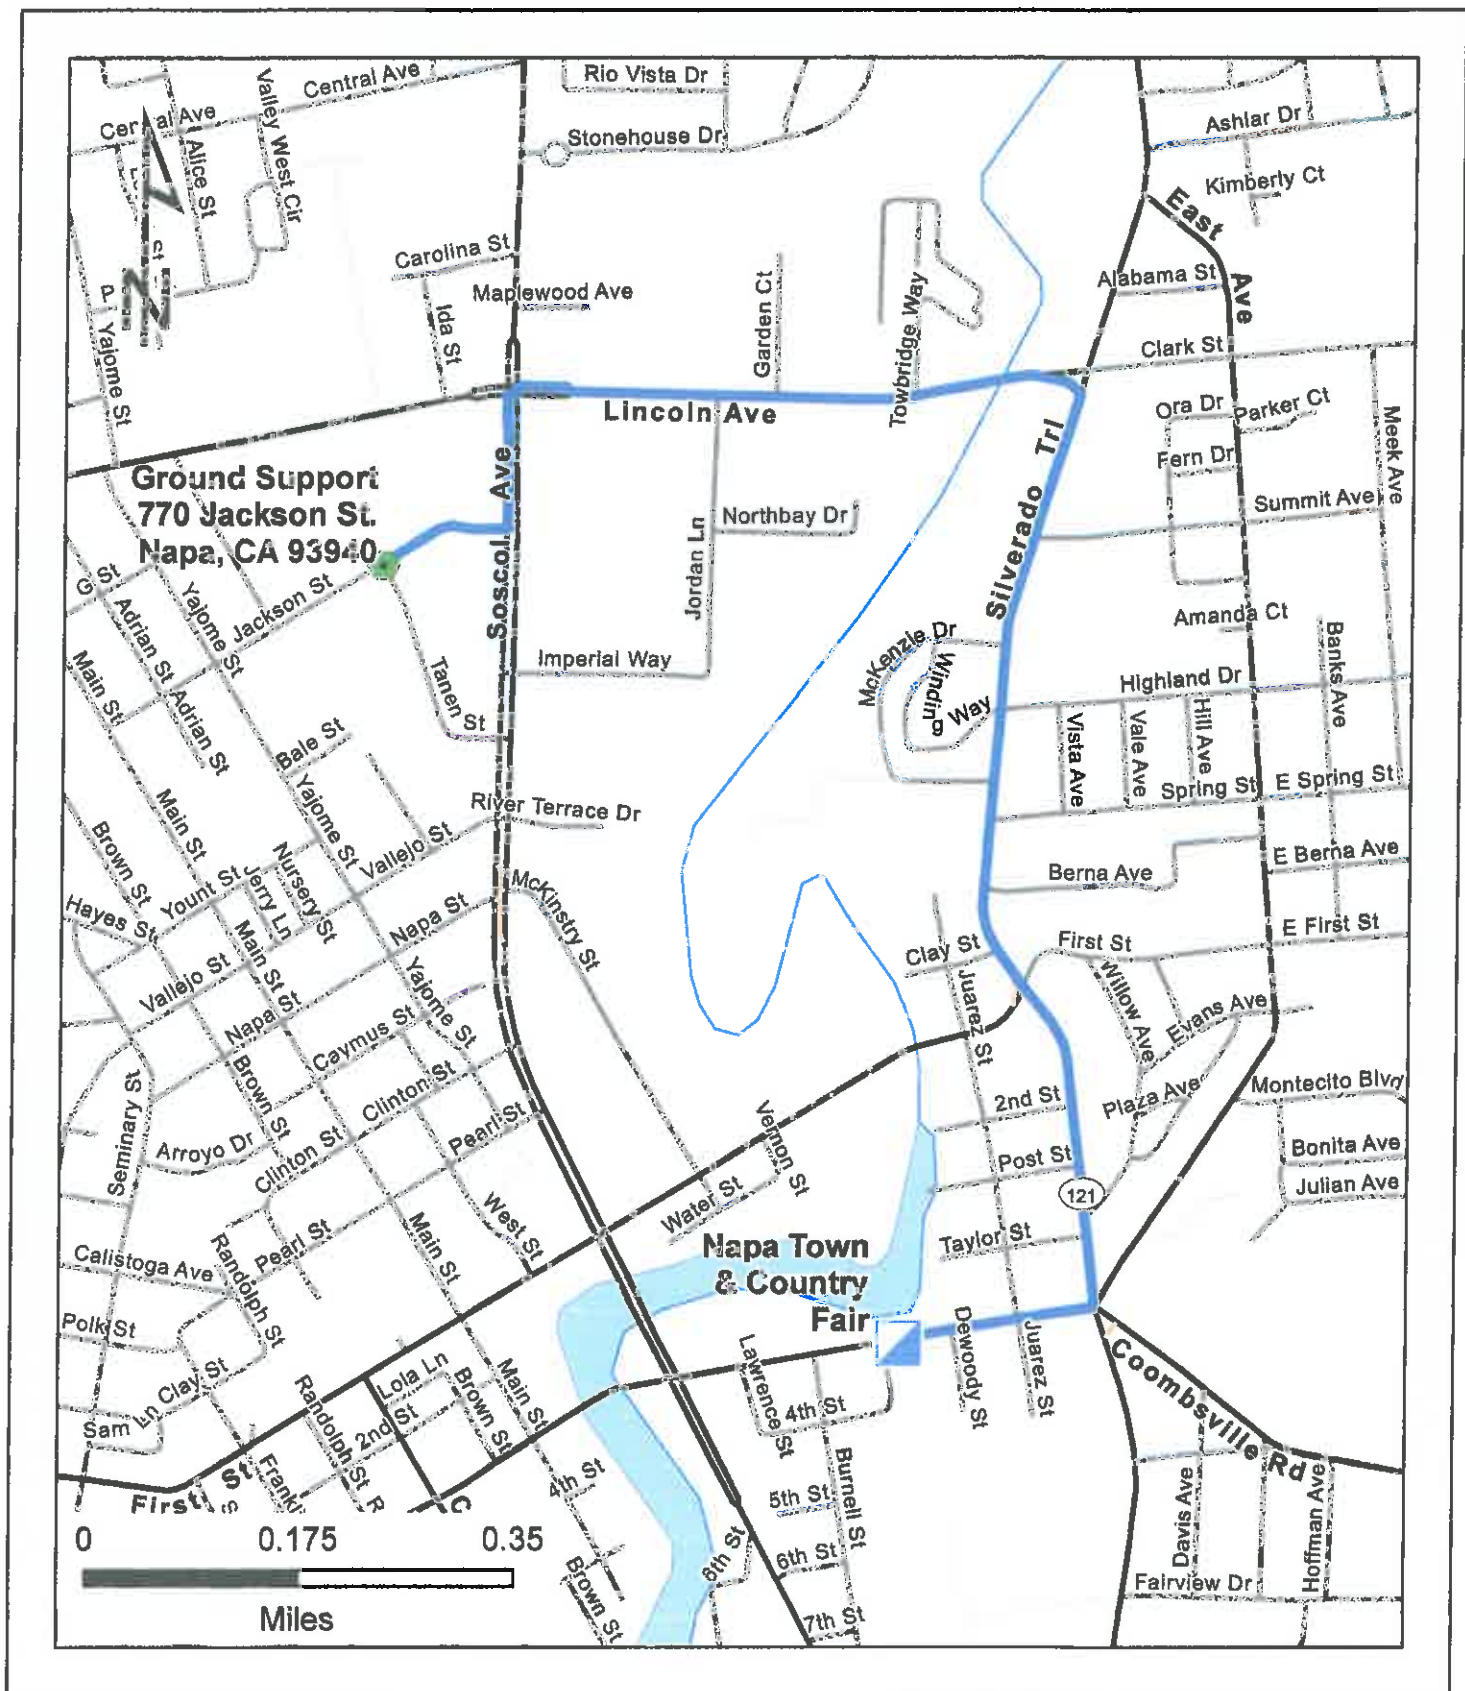 Rio Vista Dr
Central Ave
Central Ave
Valley West Cir
Alice St
Stonehouse Dr
Ashlar Dr
Kimberly Ct
East Ave
Carolina St
Maplewood Ave
Ida St
Garden Ct
Towbridge Way
Alabama St
Clark St
N
Yajome St
Lincoln Ave
Ora Dr
Parker Ct
Meek Ave
Fern Dr
Summit Ave
Ground Support
770 Jackson St.
Napa, CA 93940
Soscol Ave
Northbay Dr
Jordan Ln
Silverado Trl
G St
Adrian St
Yajome St
Jackson St
Amanda Ct
Banks Ave
Main St
Adrian St
Tanen St
Imperial Way
McKenzie Dr
Winding Way
Highland Dr
Vista Ave
Vale Ave
Hill Ave
Bale St
Spring St
E Spring St
River Terrace Dr
Main St
Yajome St
Vallejo St
Brown St
Nursery St
Jerry Ln
Yount St
Berna Ave
E Berna Ave
Hayes St
Main St
Napa St
McKinstry St
Clay St
First St
E First St
Vallejo St
Napa St
Yajome St
Juarez St
Willow Ave
Evans Ave
Caymus St
Brown St
Clinton St
Seminary St
Plaza Ave
Montecito Blvd
2nd St
Pearl St
Vernon St
Arroyo Dr
Clinton St
Bonita Ave
Post St
Julian Ave
121
Water St
West St
Main St
Pearl St
Randolph St
Calistoga Ave
Taylor St
Napa Town
& Country
Fair
Polk St
Dewoody St
Juarez St
Coombsville Rd
Lawrence St
Lola Ln
Brown St
Main St
Clay St
Randolph St
2nd St
4th St
Sam
Ln
Burnell St
First St
4th St
5th St
Davis Ave
Hoffman Ave
0 0.175 0.35
Miles
6th St
6th St
Brown St
Fairview Dr
7th St